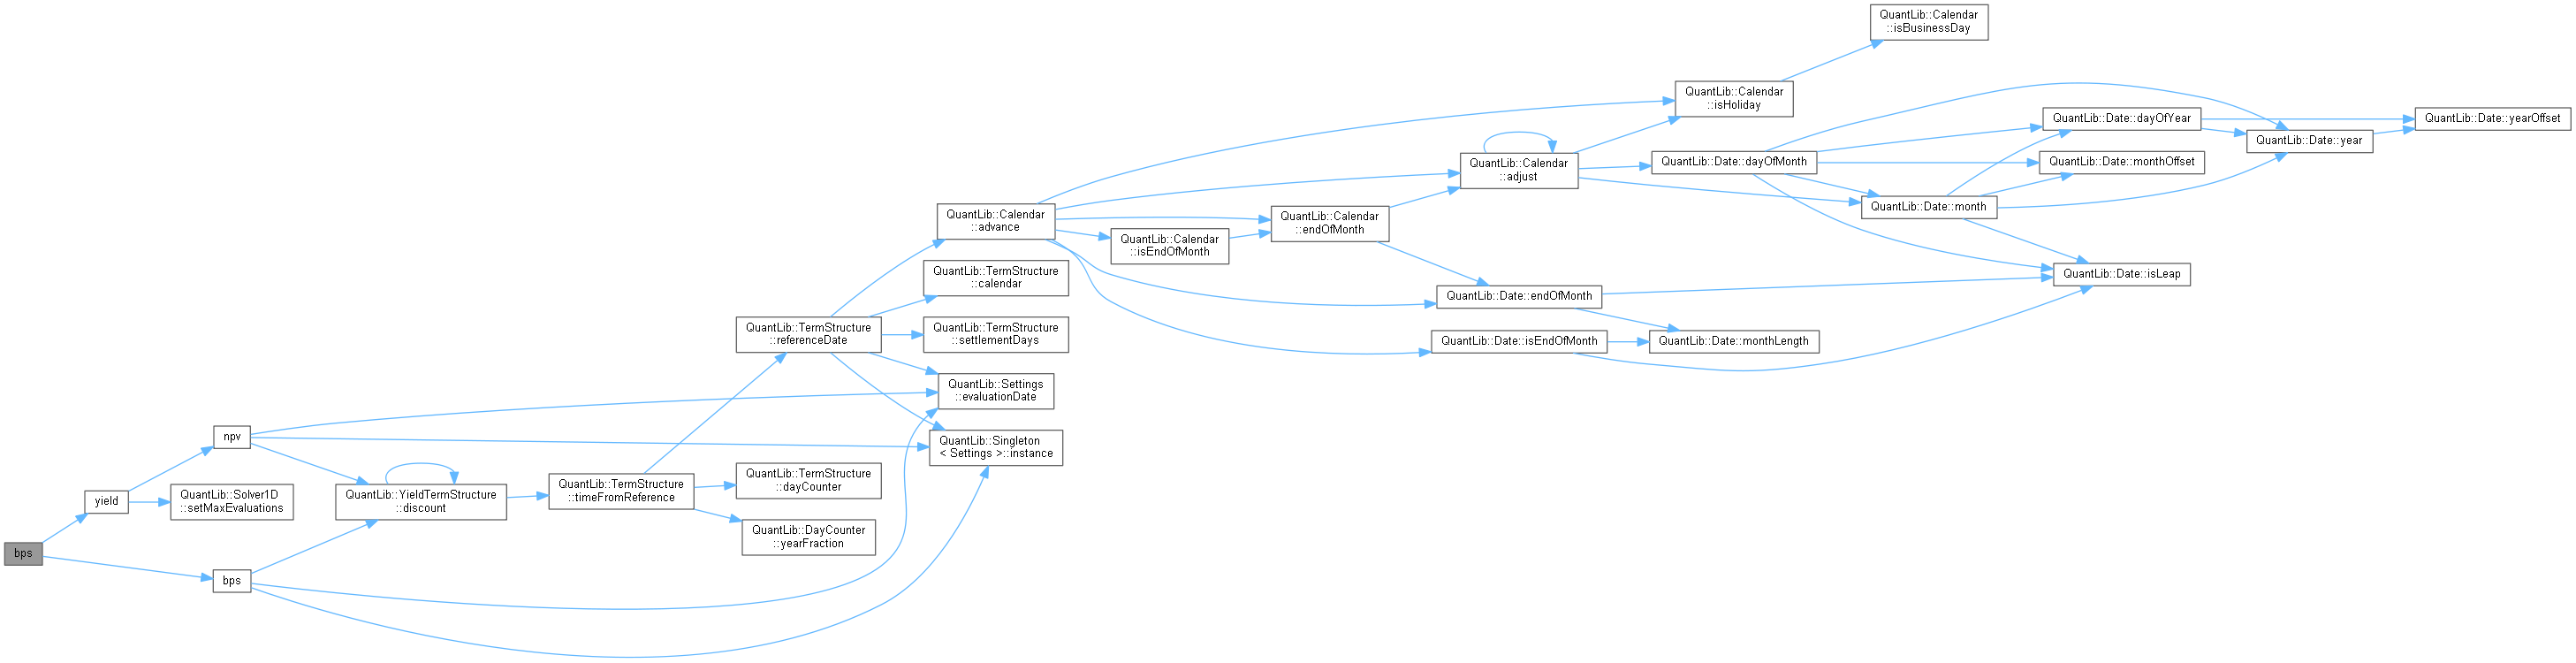 bps
yield
npv
QuantLib::Solver1D
::setMaxEvaluations
bps
QuantLib::YieldTermStructure
::discount
QuantLib::TermStructure
::timeFromReference
QuantLib::TermStructure
::referenceDate
QuantLib::TermStructure
::dayCounter
QuantLib::DayCounter
::yearFraction
QuantLib::Calendar
::advance
QuantLib::TermStructure
::calendar
QuantLib::TermStructure
::settlementDays
QuantLib::Settings
::evaluationDate
QuantLib::Singleton
< Settings >::instance
QuantLib::Calendar
::isEndOfMonth
QuantLib::Calendar
::endOfMonth
QuantLib::Calendar
::adjust
QuantLib::Date::endOfMonth
QuantLib::Date::isEndOfMonth
QuantLib::Calendar
::isHoliday
QuantLib::Date::dayOfMonth
QuantLib::Date::monthLength
QuantLib::Calendar
::isBusinessDay
QuantLib::Date::month
QuantLib::Date::dayOfYear
QuantLib::Date::monthOffset
QuantLib::Date::isLeap
QuantLib::Date::year
QuantLib::Date::yearOffset